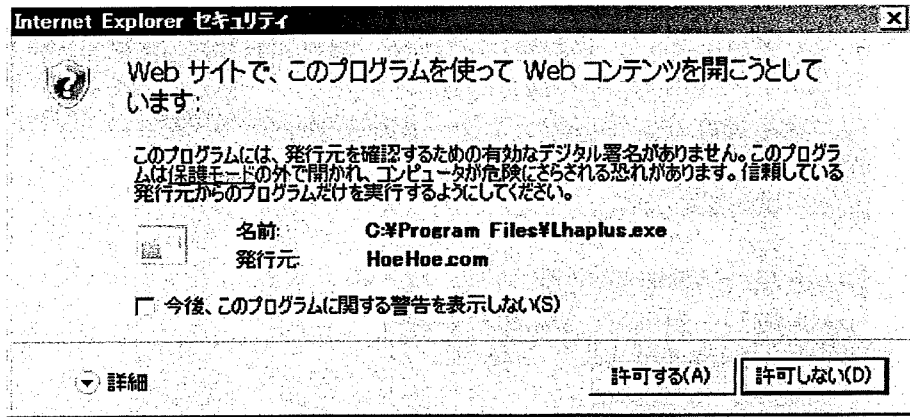 Internet Explorer セキュリティ
Web サイトで、このプログラムを使って Web コンテンツを開こうとして
います:
このプログラムには、発行元を確認するための有効なデジタル署名がありません。このプログラ
ムは保護モードの外で開かれ、コンピュータが危険にさらされる恐れがあります。信頼している
発行元からのプログラムだけを実行するようにしてください。
名前: C:¥Program Files¥Lhaplus.exe
発行元: HoeHoe.com
今後、このプログラムに関する警告を表示しない(S)
詳細 許可する(A) 許可しない(D)